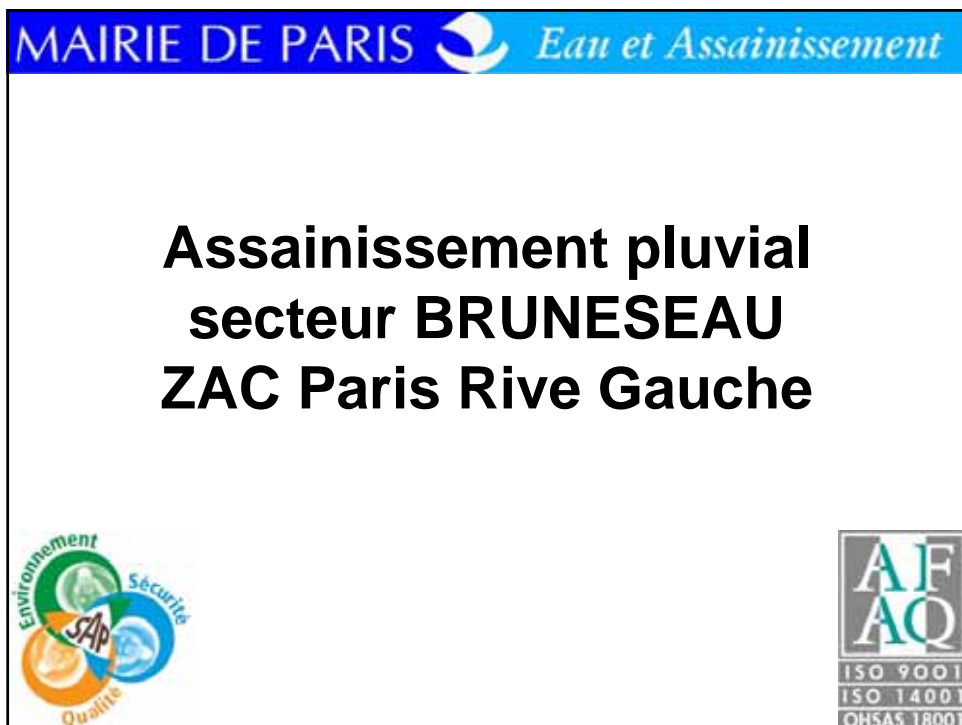 MAIRIE DE PARIS Eau et Assainissement
Assainissement pluvial
secteur BRUNESEAU
ZAC Paris Rive Gauche
Environnement
Sécurité
SAP
Qualité
AF
AQ
ISO 9001
ISO 14001
OHSAS 18001